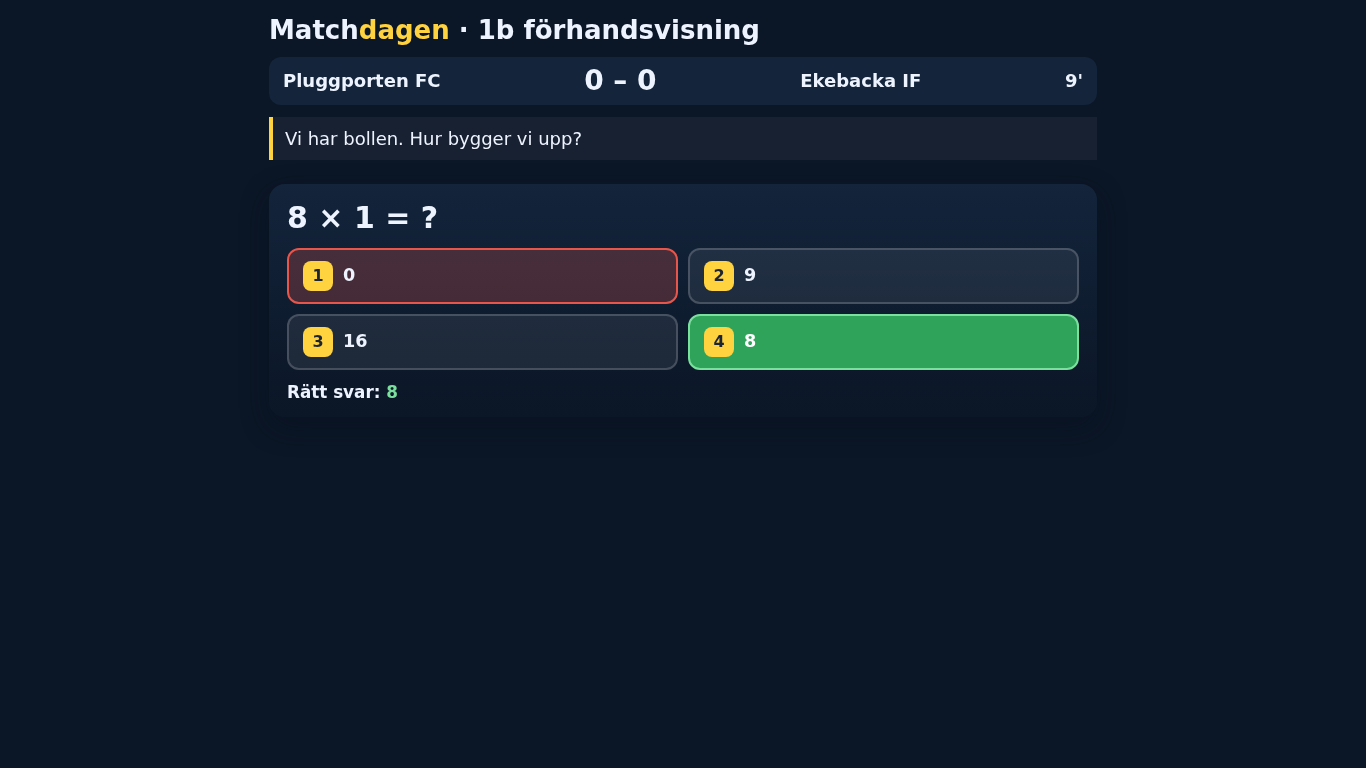 Matchdagen · 1b förhandsvisning
Pluggporten FC 0 – 0 Ekebacka IF 9'
Vi har bollen. Hur bygger vi upp?
8 × 1 = ?
1 0
2 9
3 16
4 8
Rätt svar: 8